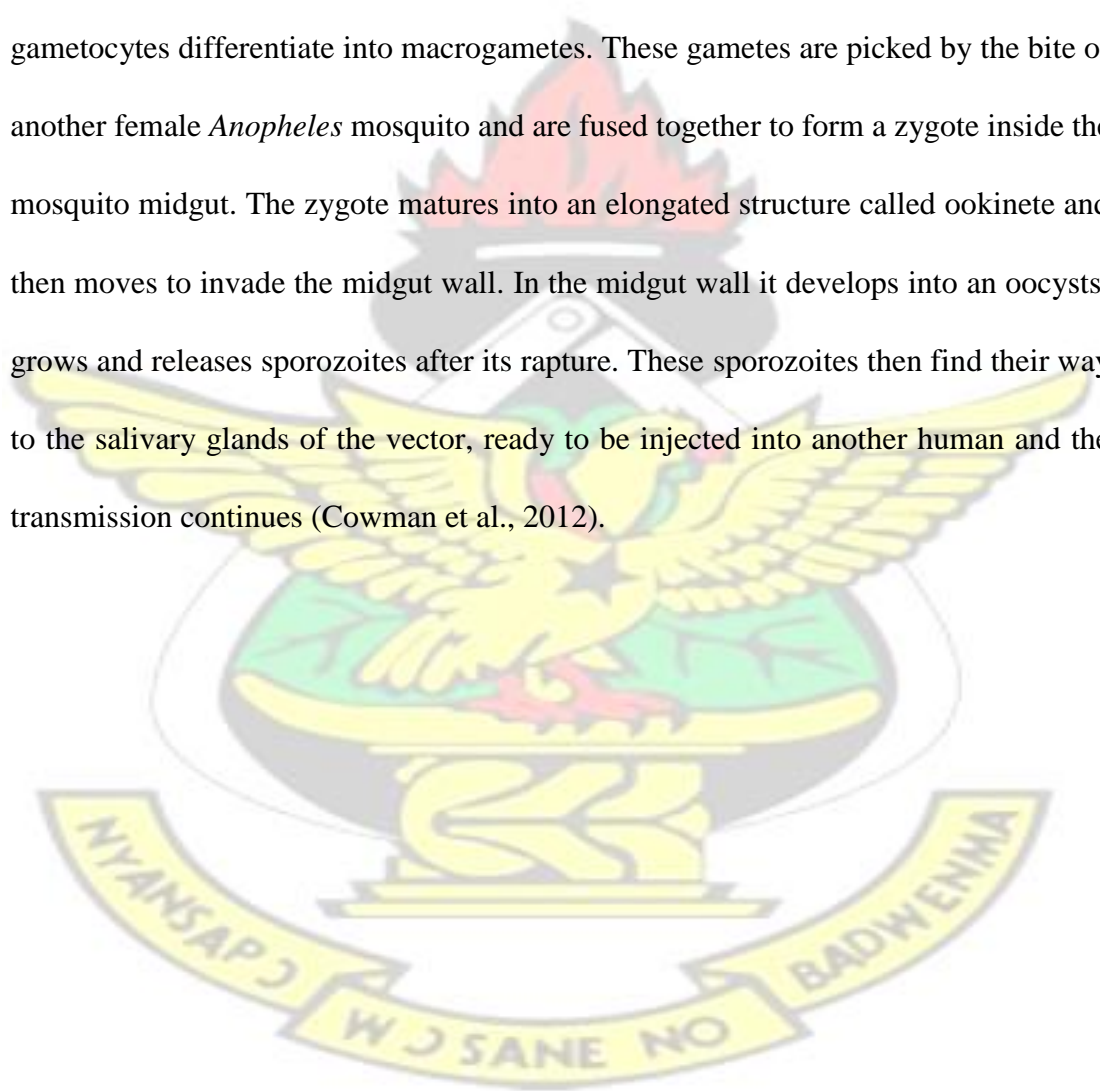 gametocytes differentiate into macrogametes. These gametes are picked by the bite o
another female Anopheles mosquito and are fused together to form a zygote inside the
mosquito midgut. The zygote matures into an elongated structure called ookinete and
then moves to invade the midgut wall. In the midgut wall it develops into an oocysts
grows and releases sporozoites after its rapture. These sporozoites then find their way
to the salivary glands of the vector, ready to be injected into another human and the
transmission continues (Cowman et al., 2012).
NYANSAPƆ
WƆSANE NO
BADWENMA